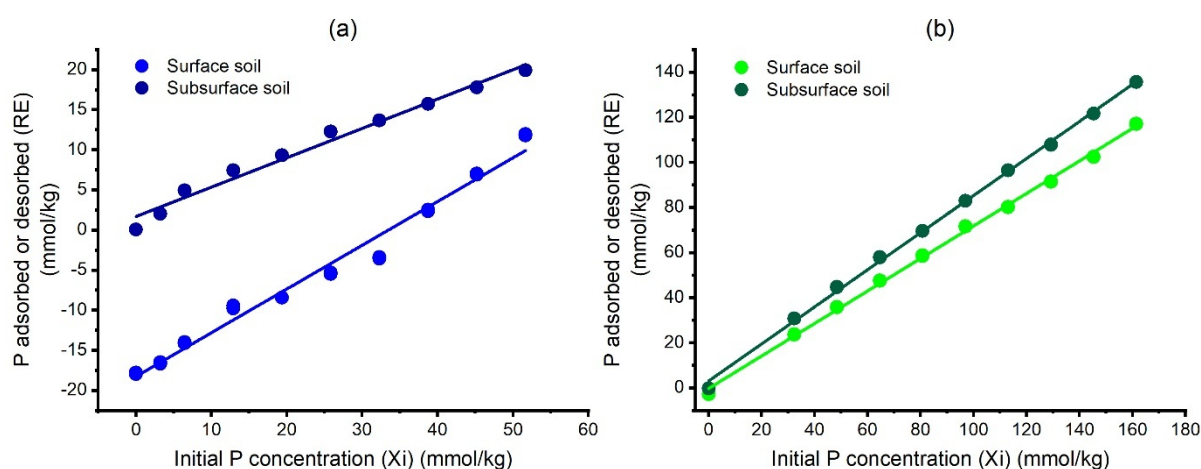 (a)
Surface soil
Subsurface soil
P adsorbed or desorbed (RE)
(mmol/kg)
20
15
10
5
0
-5
-10
-15
-20
0 10 20 30 40 50 60
Initial P concentration (Xi) (mmol/kg)
(b)
Surface soil
Subsurface soil
P adsorbed or desorbed (RE)
(mmol/kg)
140
120
100
80
60
40
20
0
0 20 40 60 80 100 120 140 160 180
Initial P concentration (Xi) (mmol/kg)